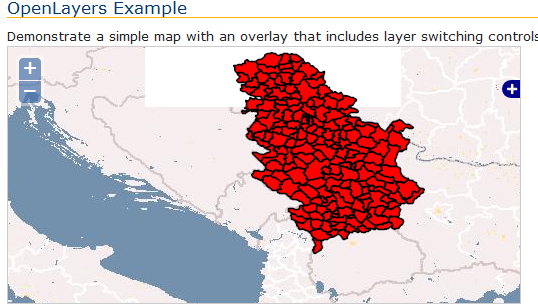 OpenLayers Example
Demonstrate a simple map with an overlay that includes layer switching controls
+
−
+